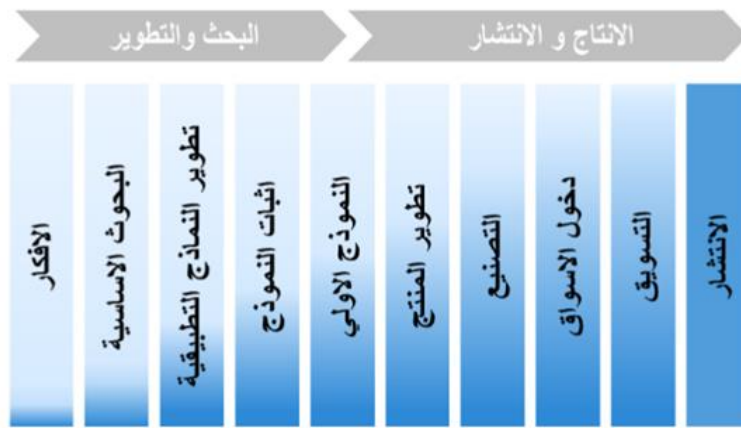 البحث والتطوير
الانتاج و الانتشار
الافكار
البحوث الاساسية
تطوير النماذج التطبيقية
اثبات النموذج
النموذج الاولي
تطوير المنتج
التصنيع
دخول الاسواق
التسويق
الانتشار